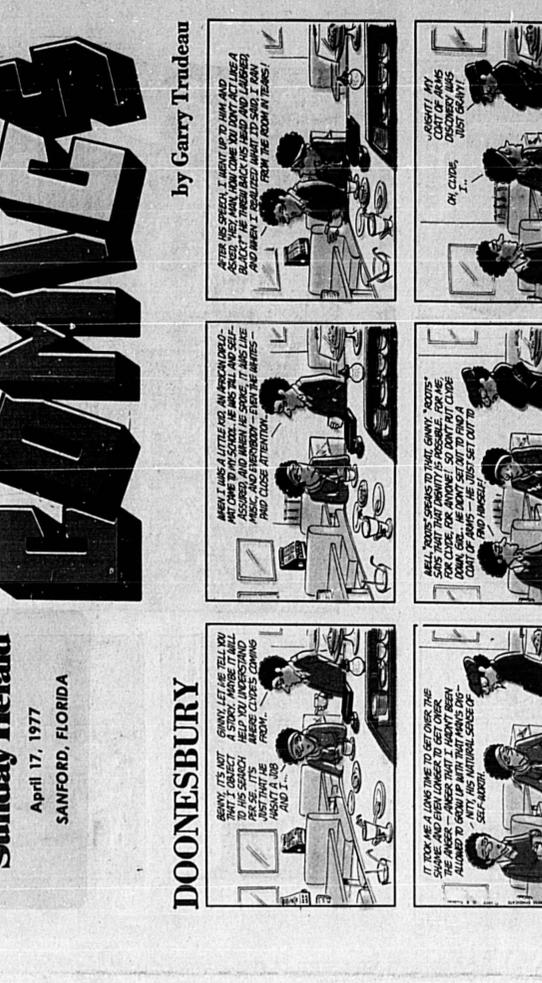 COMICS
Sunday Herald
April 17, 1977
SANFORD, FLORIDA
DOONESBURY
by Garry Trudeau
BENNY, IT'S NOT
THAT I OBJECT
TO HIS SEARCH
PER SE. IT'S
JUST THAT HE
HASN'T A JOB
AND I...
GINNY, LET ME TELL YOU
A STORY. MAYBE IT WILL
HELP YOU UNDERSTAND
WHERE CLYDE'S COMING
FROM..
WHEN I WAS A LITTLE KID, AN AFRICAN DIPLO-
MAT CAME TO MY SCHOOL. HE WAS TALL AND SELF-
ASSURED, AND WHEN HE SPOKE, IT WAS LIKE
MUSIC, AND EVERYBODY — EVEN THE WHITES —
PAID CLOSE ATTENTION.
AFTER HIS SPEECH, I WENT UP TO HIM AND
ASKED, "HEY, MAN, HOW COME YOU DON'T ACT LIKE A
BLACK?" HE THREW BACK HIS HEAD AND LAUGHED,
AND WHEN I REALIZED WHAT I'D SAID, I RAN
FROM THE ROOM IN TEARS.
IT TOOK ME A LONG TIME TO GET OVER THE
SHAME. AND EVEN LONGER TO GET OVER
THE ANGER — ANGER THAT I HADN'T BEEN
ALLOWED TO GROW UP WITH THAT MAN'S DIG-
NITY, HIS NATURAL SENSE OF
SELF-WORTH.
WELL, "ROOTS" SPEAKS TO THAT, GINNY. "ROOTS"
SAYS THAT THAT DIGNITY IS POSSIBLE. FOR ME,
FOR CLYDE, FOR ANYONE. SO DON'T PUT CLYDE
DOWN, GIRL. HE DIDN'T SET OUT TO FIND A
COAT OF ARMS — HE JUST SET OUT TO
FIND HIMSELF!
OH, CLYDE,
I..
RIGHT! MY
COAT OF ARMS
DISCOVERY WAS
JUST GRAVY!